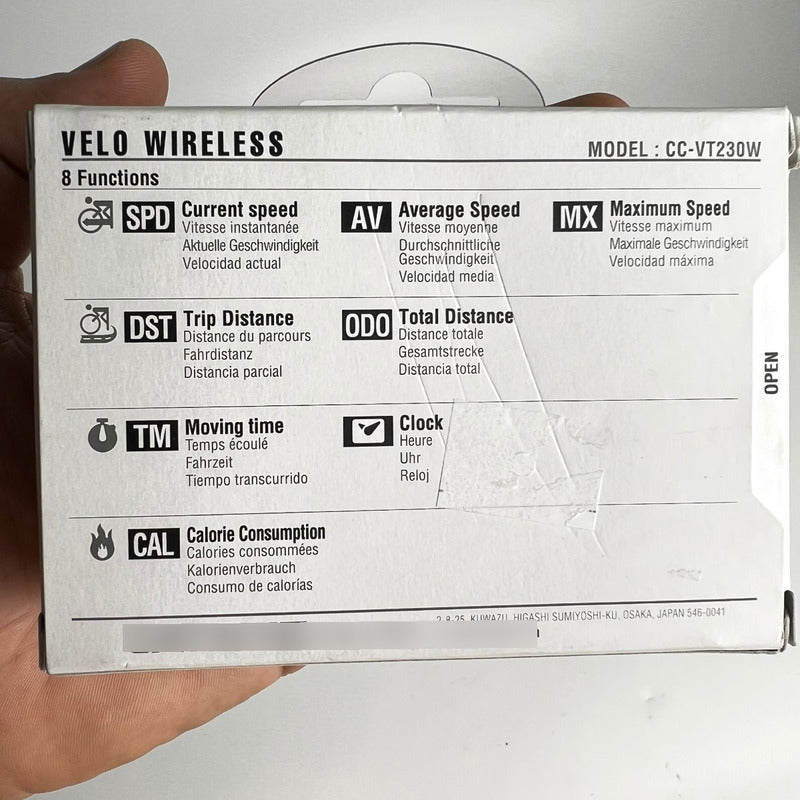 VELO WIRELESS
MODEL : CC-VT230W
8 Functions
SPD
Current speed
Vitesse instantanée
Aktuelle Geschwindigkeit
Velocidad actual
AV
Average Speed
Vitesse moyenne
Durchschnittliche
Geschwindigkeit
Velocidad media
MX
Maximum Speed
Vitesse maximum
Maximale Geschwindigkeit
Velocidad máxima
DST
Trip Distance
Distance du parcours
Fahrdistanz
Distancia parcial
ODO
Total Distance
Distance totale
Gesamtstrecke
Distancia total
OPEN
TM
Moving time
Temps écoulé
Fahrzeit
Tiempo transcurrido
Clock
Heure
Uhr
Reloj
CAL
Calorie Consumption
Calories consommées
Kalorienverbrauch
Consumo de calorías
2-8-25, KUWAZU, HIGASHI SUMIYOSHI-KU, OSAKA, JAPAN 546-0041